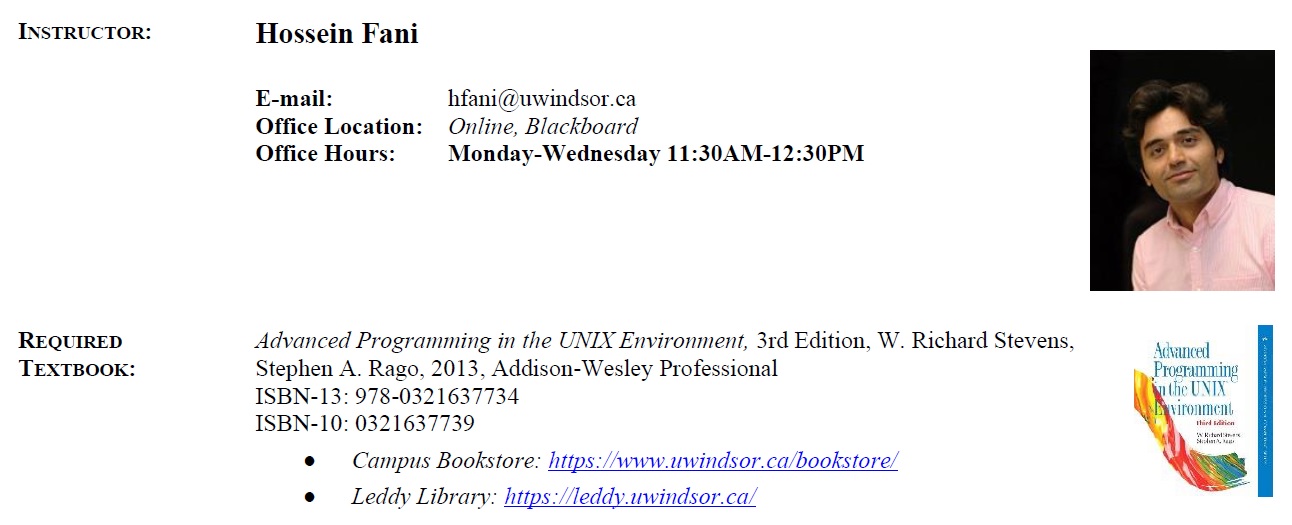 INSTRUCTOR:
Hossein Fani
E-mail: hfani@uwindsor.ca
Office Location: Online, Blackboard
Office Hours: Monday-Wednesday 11:30AM-12:30PM
REQUIRED
TEXTBOOK:
Advanced Programming in the UNIX Environment, 3rd Edition, W. Richard Stevens,
Stephen A. Rago, 2013, Addison-Wesley Professional
ISBN-13: 978-0321637734
ISBN-10: 0321637739
• Campus Bookstore: https://www.uwindsor.ca/bookstore/
• Leddy Library: https://leddy.uwindsor.ca/
Advanced
Programming
in the UNIX
Environment
Third Edition
W. Richard Stevens
Stephen A. Rago